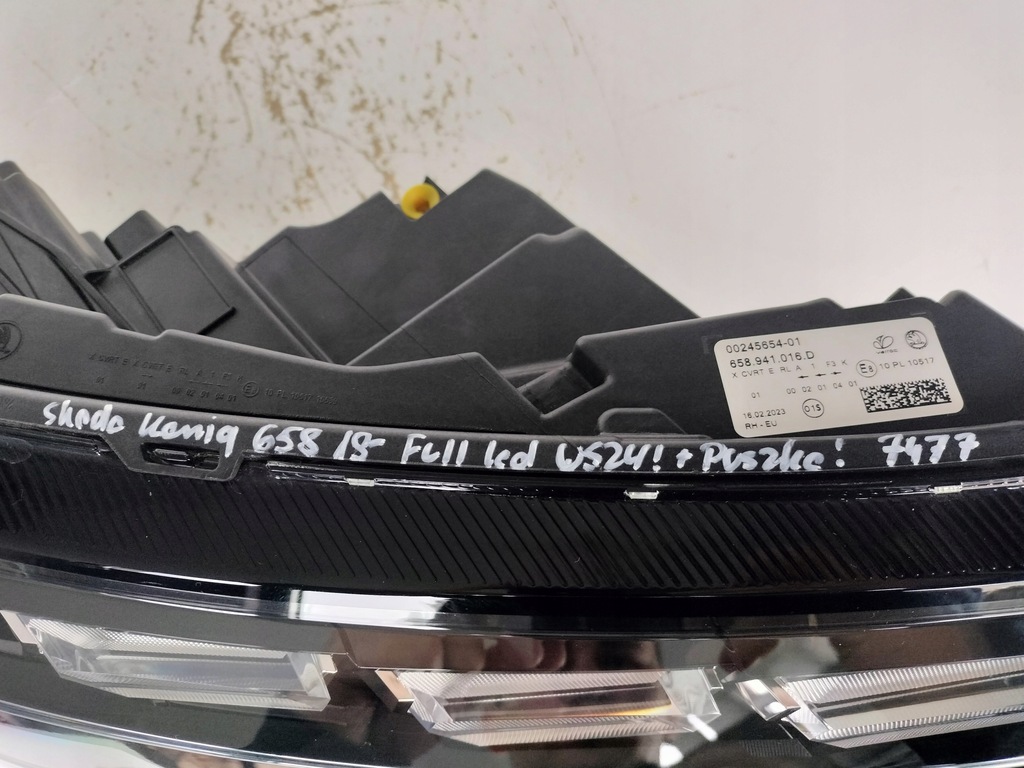 00245654-01
658.941.016.D
X CVRT E RL A 1 F3 K
01 00 02 01 04 01
E8 10 PL 10517
16.02.2023
015
RH-EU
Skoda Kamiq 658 19- Full led WS24! + Puszka! 7477